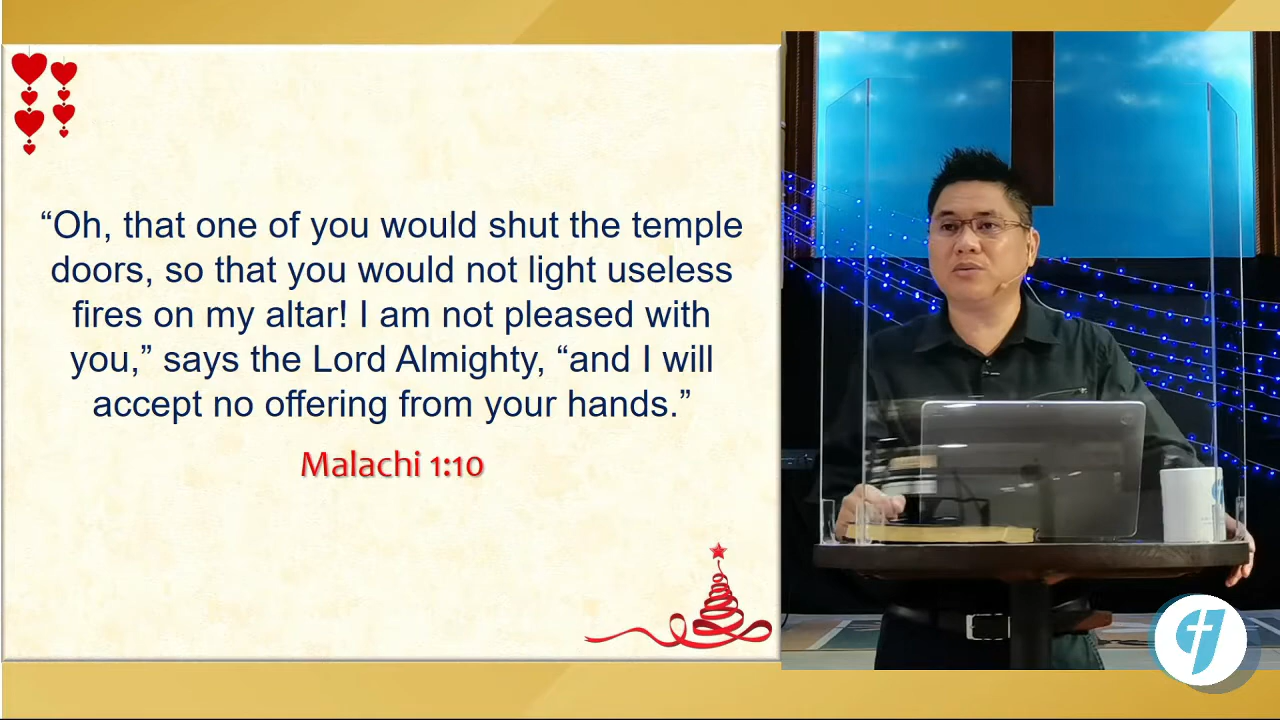 “Oh, that one of you would shut the temple
doors, so that you would not light useless
fires on my altar! I am not pleased with
you,” says the Lord Almighty, “and I will
accept no offering from your hands.”
Malachi 1:10